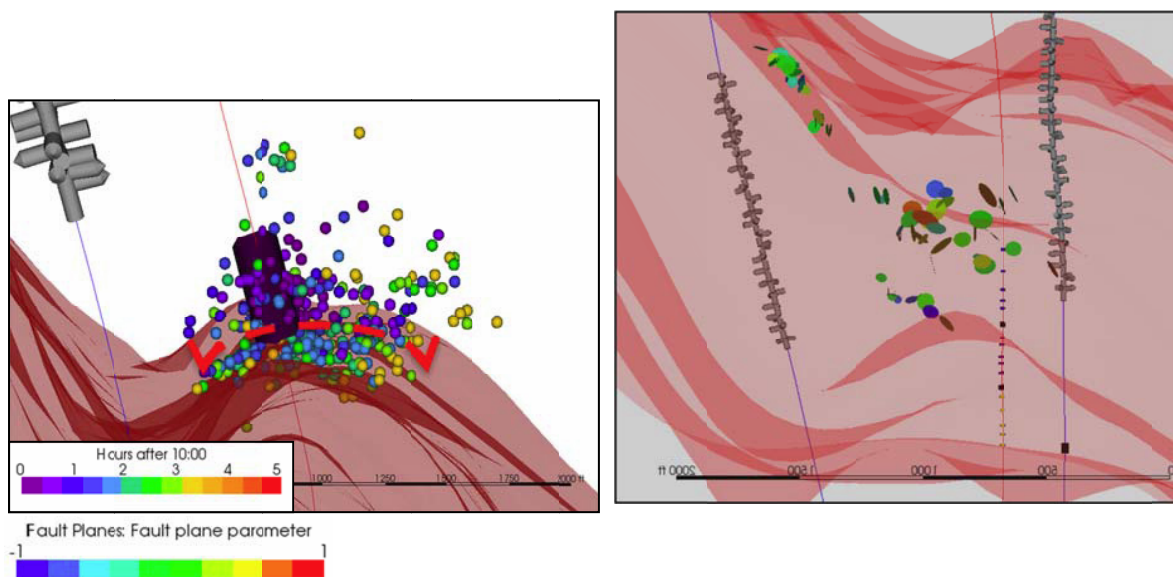 Hours after 10:00
0 1 2 3 4 5
1000 1250 1500 1750 2000 ft
2000 ft 1500 1000 500
Fault Planes: Fault plane parameter
-1 1